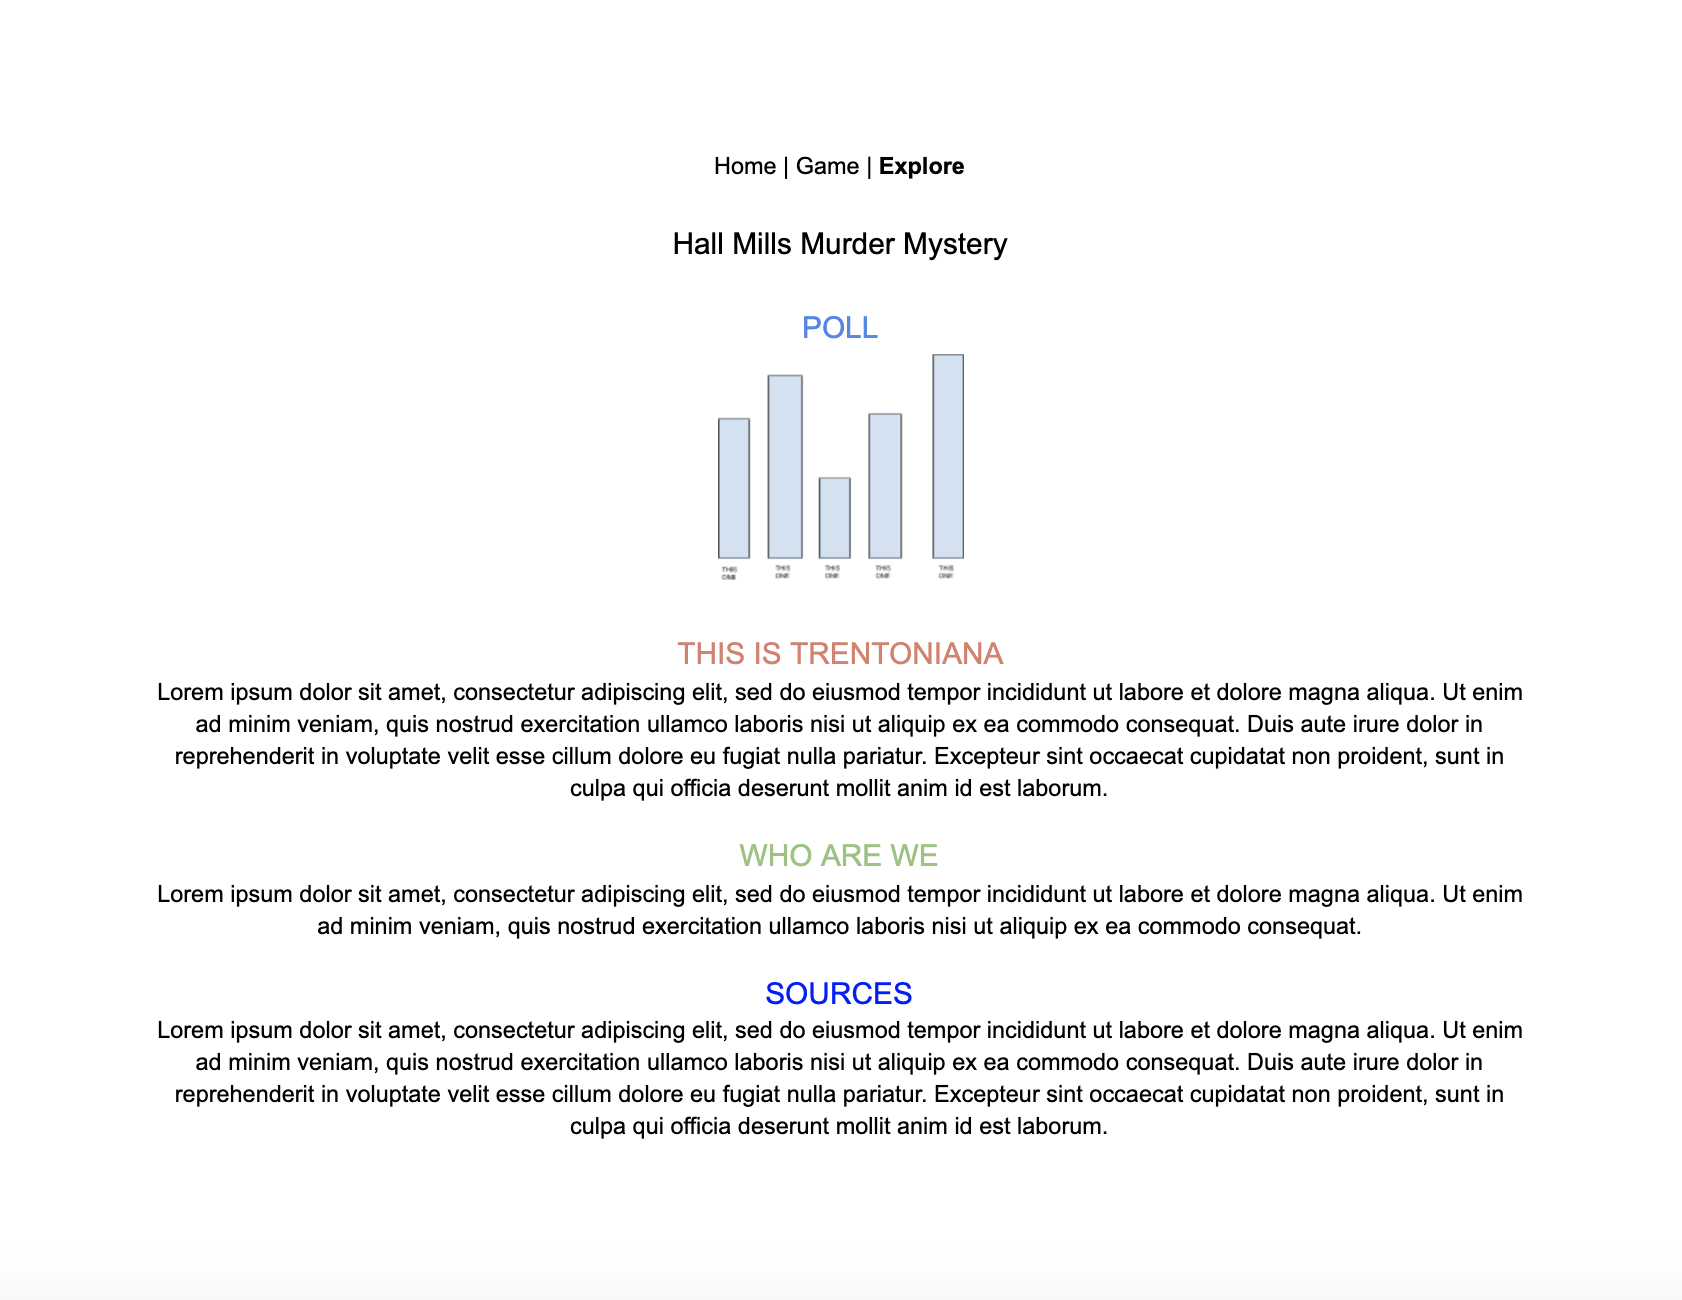 Home | Game | Explore
Hall Mills Murder Mystery
POLL
THIS THIS THIS THIS THIS
ONE ONE ONE ONE ONE
THIS IS TRENTONIANA
Lorem ipsum dolor sit amet, consectetur adipiscing elit, sed do eiusmod tempor incididunt ut labore et dolore magna aliqua. Ut enim
ad minim veniam, quis nostrud exercitation ullamco laboris nisi ut aliquip ex ea commodo consequat. Duis aute irure dolor in
reprehenderit in voluptate velit esse cillum dolore eu fugiat nulla pariatur. Excepteur sint occaecat cupidatat non proident, sunt in
culpa qui officia deserunt mollit anim id est laborum.
WHO ARE WE
Lorem ipsum dolor sit amet, consectetur adipiscing elit, sed do eiusmod tempor incididunt ut labore et dolore magna aliqua. Ut enim
ad minim veniam, quis nostrud exercitation ullamco laboris nisi ut aliquip ex ea commodo consequat.
SOURCES
Lorem ipsum dolor sit amet, consectetur adipiscing elit, sed do eiusmod tempor incididunt ut labore et dolore magna aliqua. Ut enim
ad minim veniam, quis nostrud exercitation ullamco laboris nisi ut aliquip ex ea commodo consequat. Duis aute irure dolor in
reprehenderit in voluptate velit esse cillum dolore eu fugiat nulla pariatur. Excepteur sint occaecat cupidatat non proident, sunt in
culpa qui officia deserunt mollit anim id est laborum.